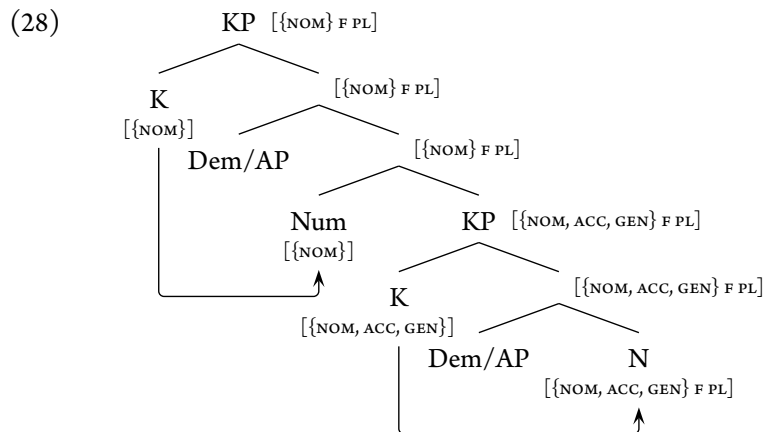 (28)
KP [{NOM} F PL]
K
[{NOM}]
[{NOM} F PL]
Dem/AP
[{NOM} F PL]
Num
[{NOM}]
KP [{NOM, ACC, GEN} F PL]
K
[{NOM, ACC, GEN}]
[{NOM, ACC, GEN} F PL]
Dem/AP
N
[{NOM, ACC, GEN} F PL]